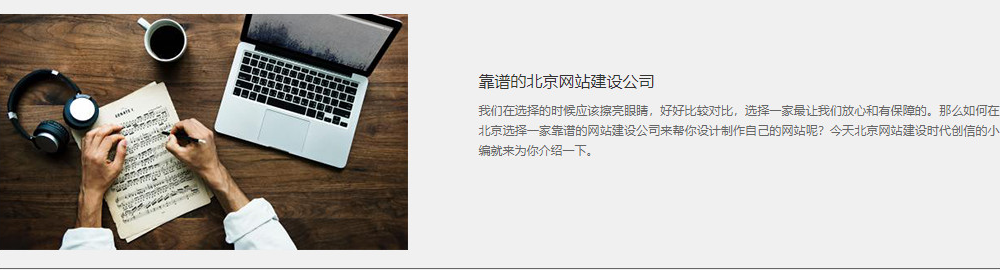 靠谱的北京网站建设公司
我们在选择的时候应该擦亮眼睛，好好比较对比，选择一家最让我们放心和有保障的。那么如何在
北京选择一家靠谱的网站建设公司来帮你设计制作自己的网站呢？今天北京网站建设时代创信的小
编就来为你介绍一下。